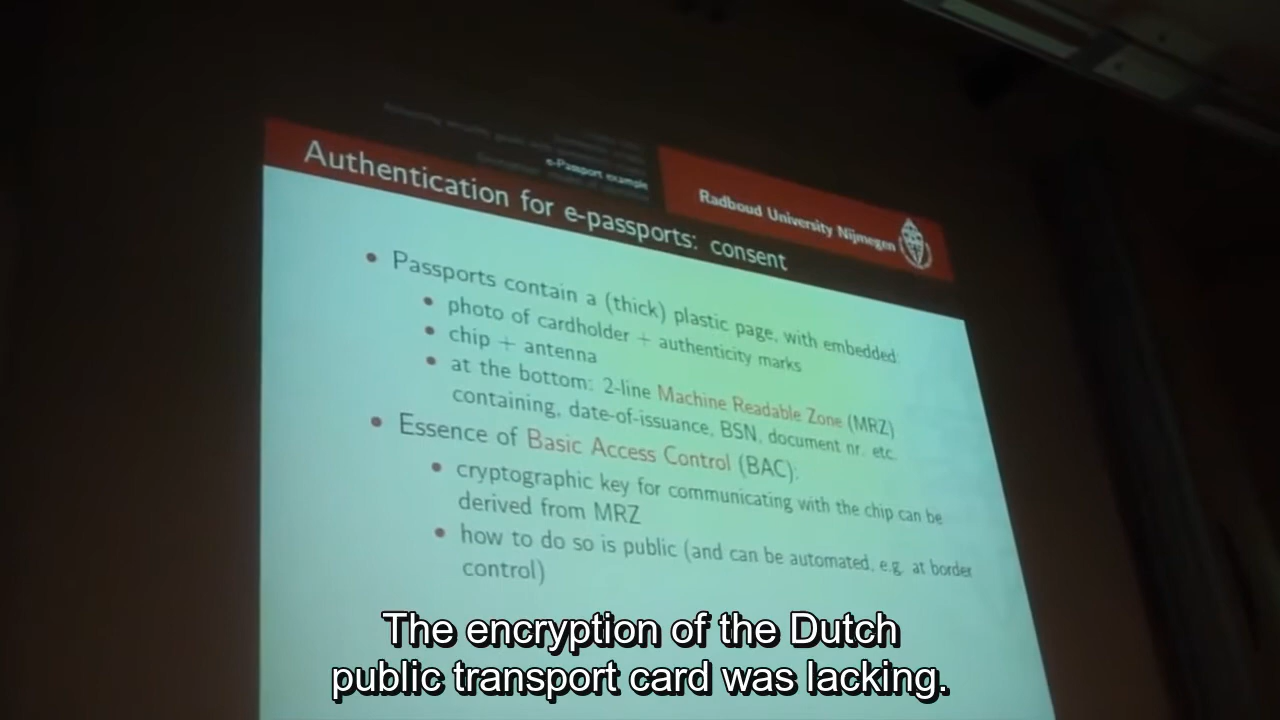 e-Passport example
Radboud University Nijmegen
Authentication for e-passports: consent
• Passports contain a (thick) plastic page, with embedded:
• photo of cardholder + authenticity marks
• chip + antenna
• at the bottom: 2-line Machine Readable Zone (MRZ)
containing, date-of-issuance, BSN, document nr. etc.
• Essence of Basic Access Control (BAC):
• cryptographic key for communicating with the chip can be
derived from MRZ
• how to do so is public (and can be automated, e.g. at border
control)
The encryption of the Dutch
public transport card was lacking.